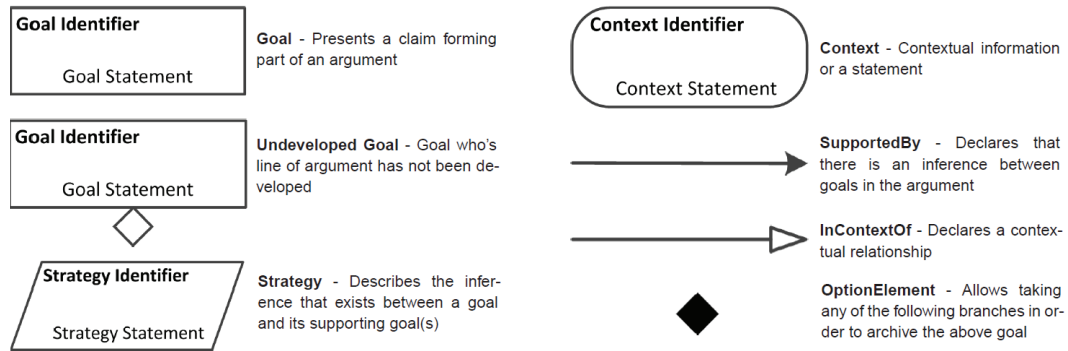 Goal Identifier
Goal Statement
Goal - Presents a claim forming
part of an argument
Goal Identifier
Goal Statement
Undeveloped Goal - Goal who's
line of argument has not been de-
veloped
Strategy Identifier
Strategy Statement
Strategy - Describes the infer-
ence that exists between a goal
and its supporting goal(s)
Context Identifier
Context Statement
Context - Contextual information
or a statement
SupportedBy - Declares that
there is an inference between
goals in the argument
InContextOf - Declares a contex-
tual relationship
OptionElement - Allows taking
any of the following branches in or-
der to archive the above goal